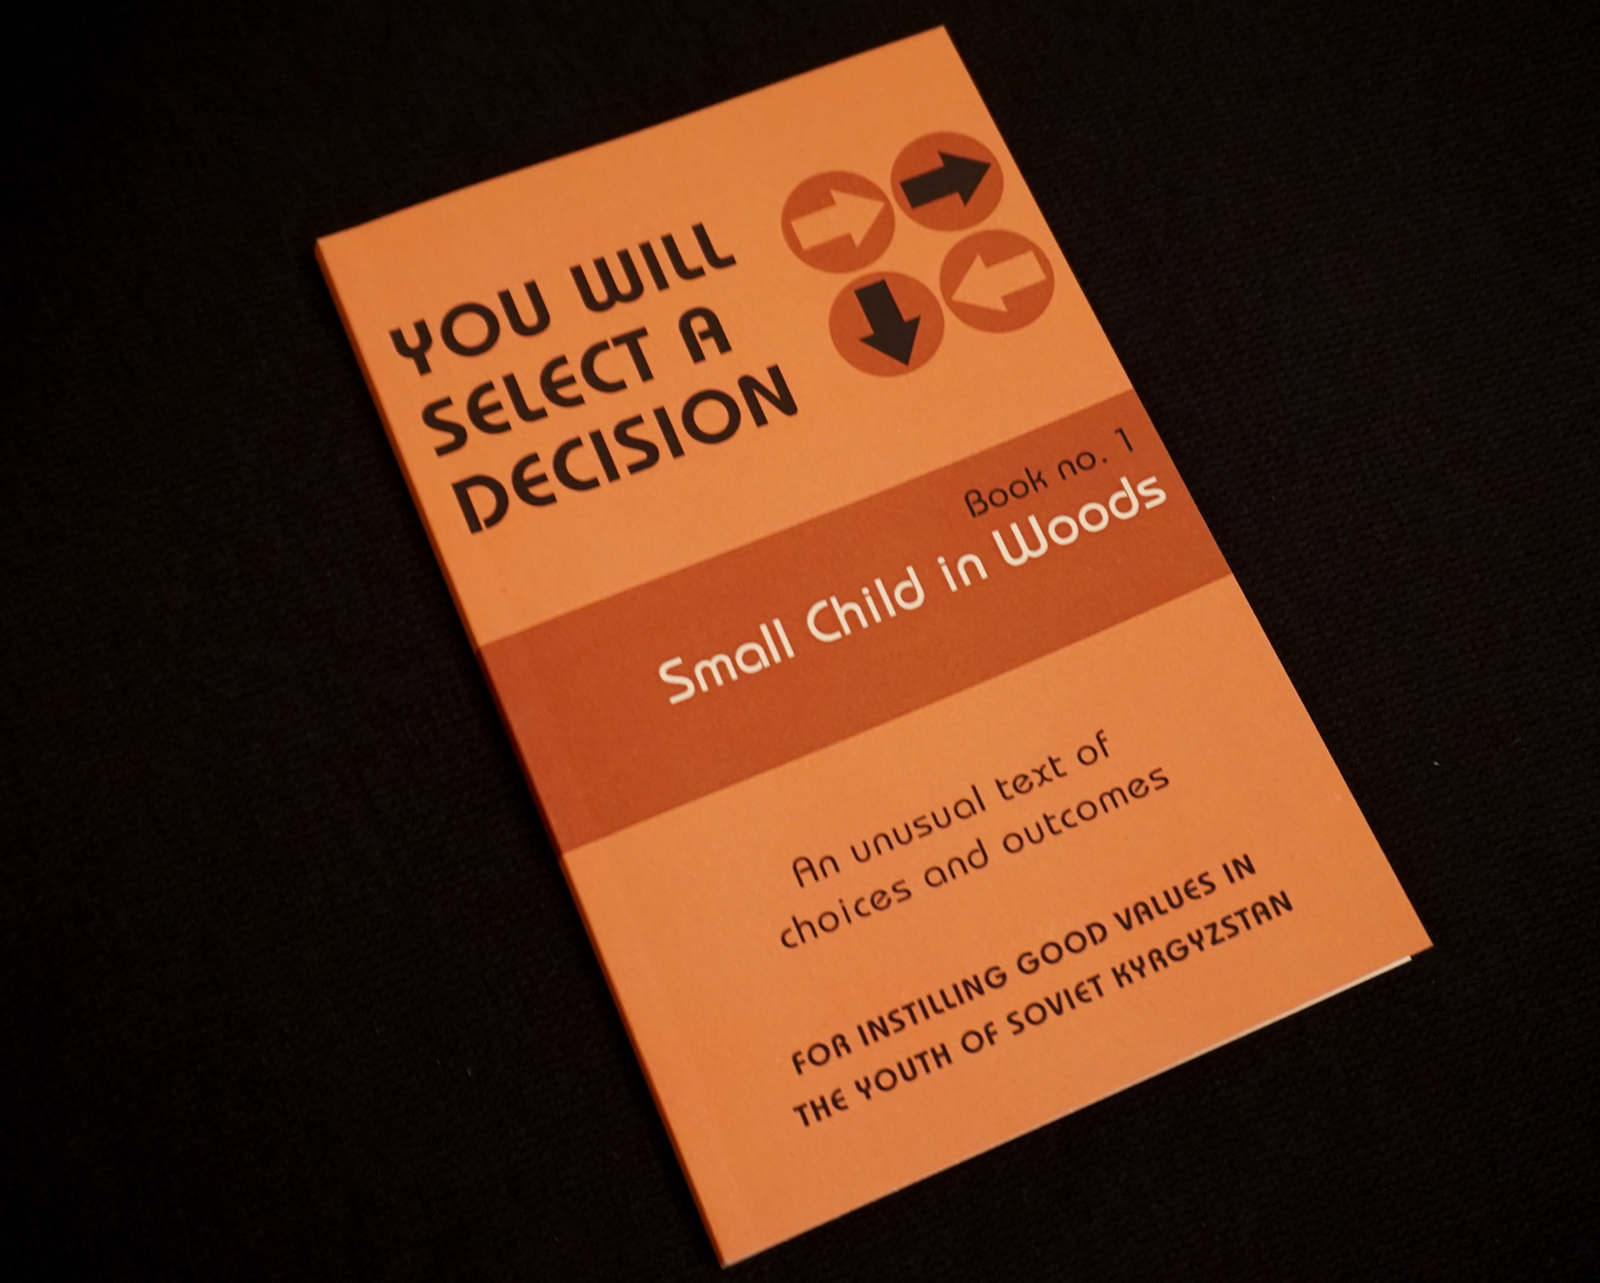 YOU WILL
SELECT A
DECISION
Book no. 1
Small Child in Woods
An unusual text of
choices and outcomes
FOR INSTILLING GOOD VALUES IN
THE YOUTH OF SOVIET KYRGYZSTAN